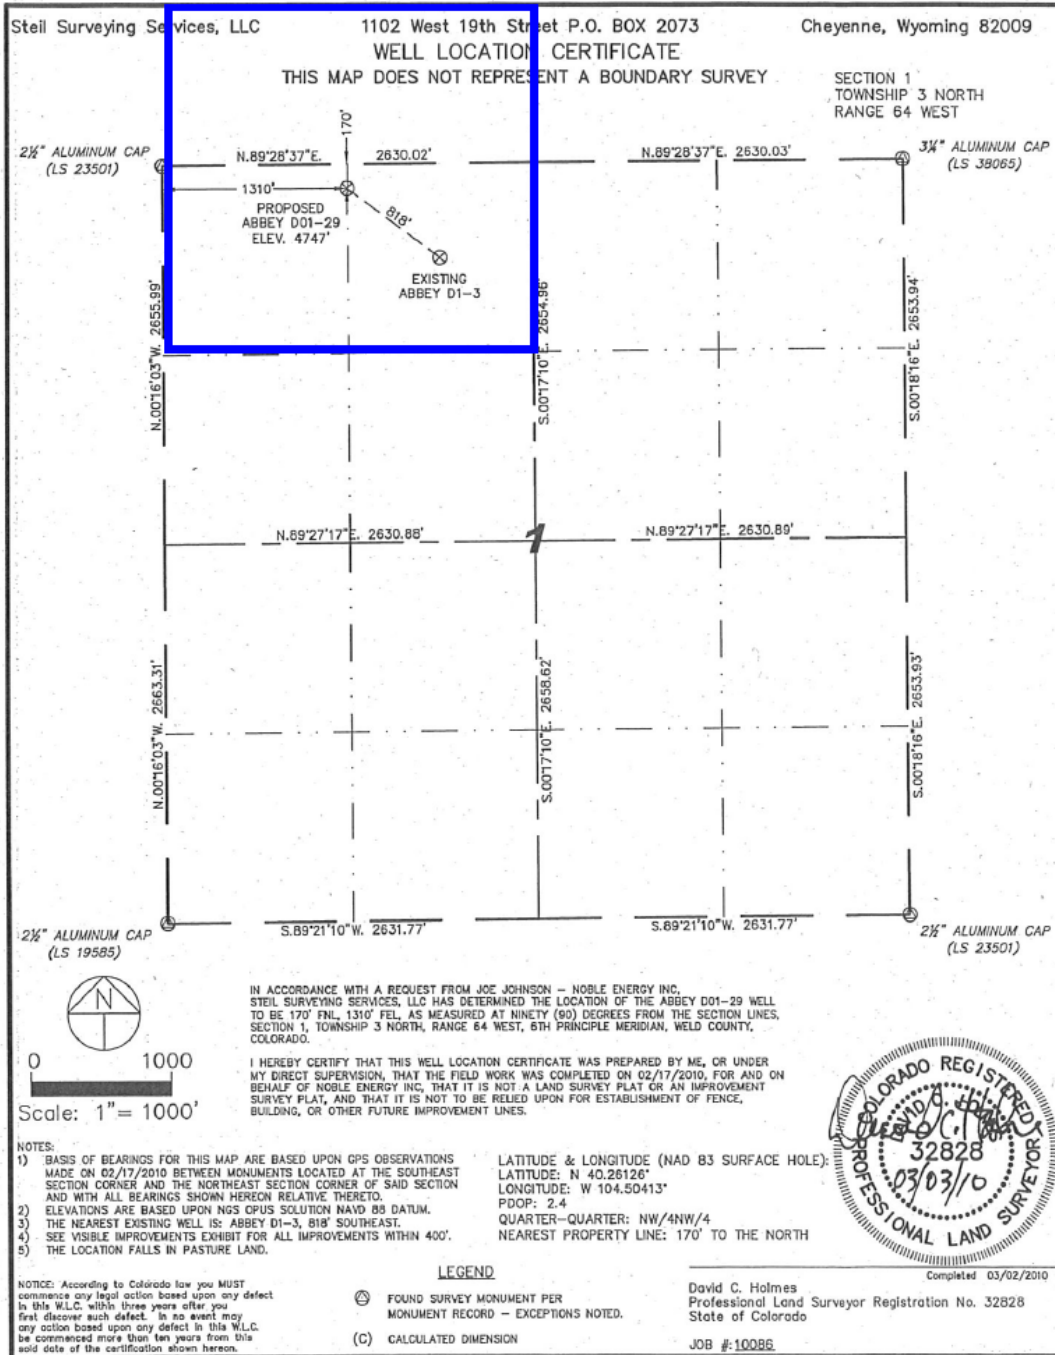 Steil Surveying Services, LLC
1102 West 19th Street P.O. BOX 2073
Cheyenne, Wyoming 82009
WELL LOCATION CERTIFICATE
THIS MAP DOES NOT REPRESENT A BOUNDARY SURVEY
SECTION 1
TOWNSHIP 3 NORTH
RANGE 64 WEST
2½" ALUMINUM CAP
(LS 23501)
170'
N.89°28'37"E. 2630.02'
N.89°28'37"E. 2630.03'
3¼" ALUMINUM CAP
(LS 38065)
1310'
PROPOSED
ABBEY D01-29
ELEV. 4747'
818'
EXISTING
ABBEY D1-3
N.00°16'03"W. 2655.99'
S.00°17'10"E. 2654.96'
S.00°18'16"E. 2653.94'
N.89°27'17"E. 2630.88'
1
N.89°27'17"E. 2630.89'
N.00°16'03"W. 2663.31'
S.00°17'10"E. 2658.62'
S.00°18'16"E. 2653.93'
2½" ALUMINUM CAP
(LS 19585)
S.89°21'10"W. 2631.77'
S.89°21'10"W. 2631.77'
2½" ALUMINUM CAP
(LS 23501)
N
0 1000
Scale: 1"= 1000'
IN ACCORDANCE WITH A REQUEST FROM JOE JOHNSON – NOBLE ENERGY INC,
STEIL SURVEYING SERVICES, LLC HAS DETERMINED THE LOCATION OF THE ABBEY D01-29 WELL
TO BE 170' FNL, 1310' FEL, AS MEASURED AT NINETY (90) DEGREES FROM THE SECTION LINES,
SECTION 1, TOWNSHIP 3 NORTH, RANGE 64 WEST, 6TH PRINCIPLE MERIDIAN, WELD COUNTY,
COLORADO.
I HEREBY CERTIFY THAT THIS WELL LOCATION CERTIFICATE WAS PREPARED BY ME, OR UNDER
MY DIRECT SUPERVISION, THAT THE FIELD WORK WAS COMPLETED ON 02/17/2010, FOR AND ON
BEHALF OF NOBLE ENERGY INC, THAT IT IS NOT A LAND SURVEY PLAT OR AN IMPROVEMENT
SURVEY PLAT, AND THAT IT IS NOT TO BE RELIED UPON FOR ESTABLISHMENT OF FENCE,
BUILDING, OR OTHER FUTURE IMPROVEMENT LINES.
NOTES:
1) BASIS OF BEARINGS FOR THIS MAP ARE BASED UPON GPS OBSERVATIONS
MADE ON 02/17/2010 BETWEEN MONUMENTS LOCATED AT THE SOUTHEAST
SECTION CORNER AND THE NORTHEAST SECTION CORNER OF SAID SECTION
AND WITH ALL BEARINGS SHOWN HEREON RELATIVE THERETO.
2) ELEVATIONS ARE BASED UPON NGS OPUS SOLUTION NAVD 88 DATUM.
3) THE NEAREST EXISTING WELL IS: ABBEY D1-3, 818' SOUTHEAST.
4) SEE VISIBLE IMPROVEMENTS EXHIBIT FOR ALL IMPROVEMENTS WITHIN 400'.
5) THE LOCATION FALLS IN PASTURE LAND.
LATITUDE & LONGITUDE (NAD 83 SURFACE HOLE):
LATITUDE: N 40.26126°
LONGITUDE: W 104.50413°
PDOP: 2.4
QUARTER-QUARTER: NW/4NW/4
NEAREST PROPERTY LINE: 170' TO THE NORTH
COLORADO REGISTERED
DAVID C. HOLMES
32828
03/03/10
PROFESSIONAL LAND SURVEYOR
NOTICE: According to Colorado law you MUST
commence any legal action based upon any defect
in this W.L.C. within three years after you
first discover such defect. In no event may
any action based upon any defect in this W.L.C.
be commenced more than ten years from this
said date of the certification shown hereon.
LEGEND
FOUND SURVEY MONUMENT PER
MONUMENT RECORD – EXCEPTIONS NOTED.
(C) CALCULATED DIMENSION
Completed 03/02/2010
David C. Holmes
Professional Land Surveyor Registration No. 32828
State of Colorado
JOB #: 10086